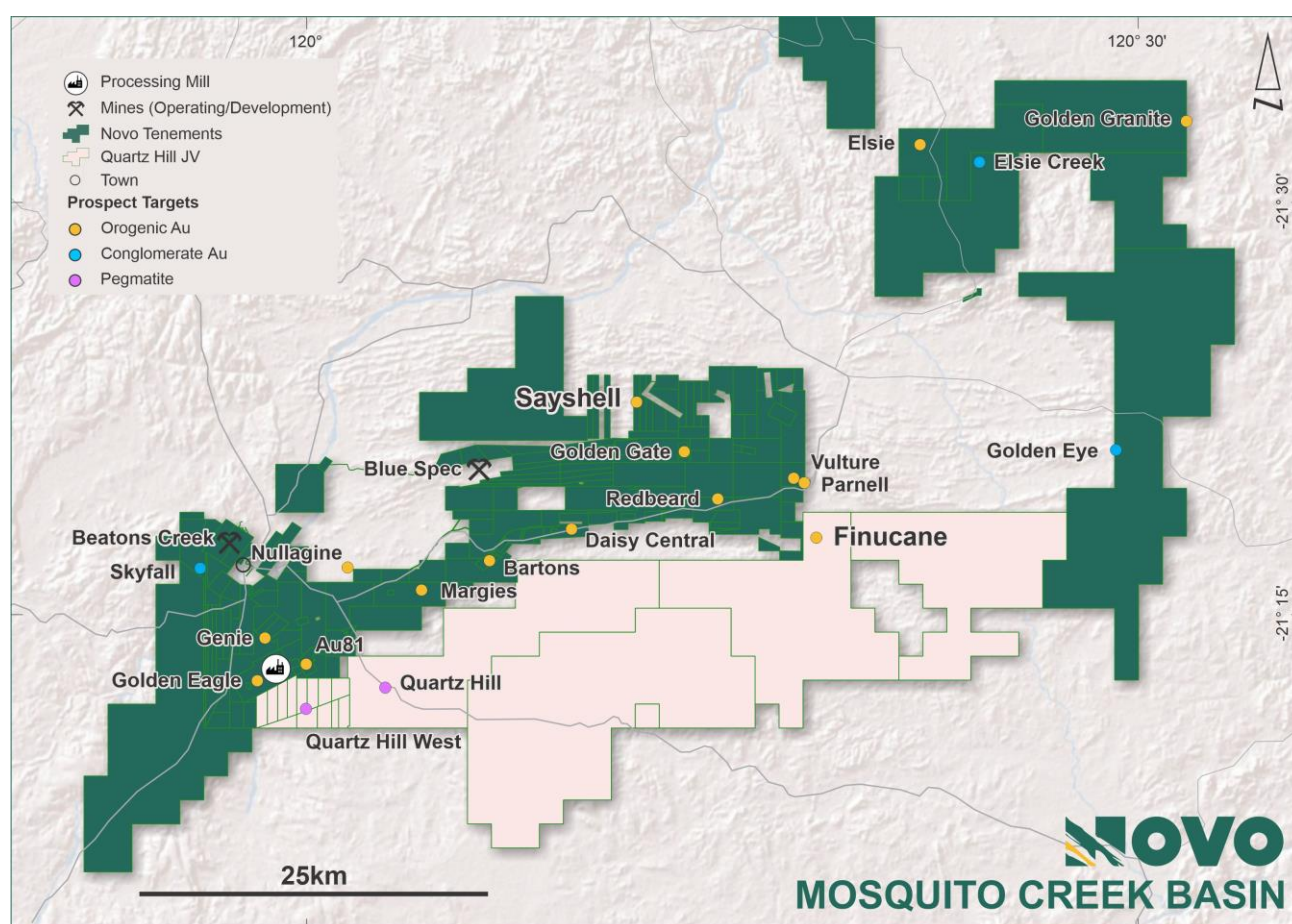 120°
120° 30'
Processing Mill
Mines (Operating/Development)
Novo Tenements
Quartz Hill JV
Town
Prospect Targets
Orogenic Au
Conglomerate Au
Pegmatite
N
Golden Granite
Elsie
Elsie Creek
-21° 30'
Sayshell
Golden Gate
Blue Spec
Golden Eye
Vulture
Parnell
Redbeard
Beatons Creek
Nullagine
Daisy Central
Finucane
Skyfall
Bartons
Margies
-21° 15'
Genie
Au81
Golden Eagle
Quartz Hill
Quartz Hill West
25km
NOVO
MOSQUITO CREEK BASIN